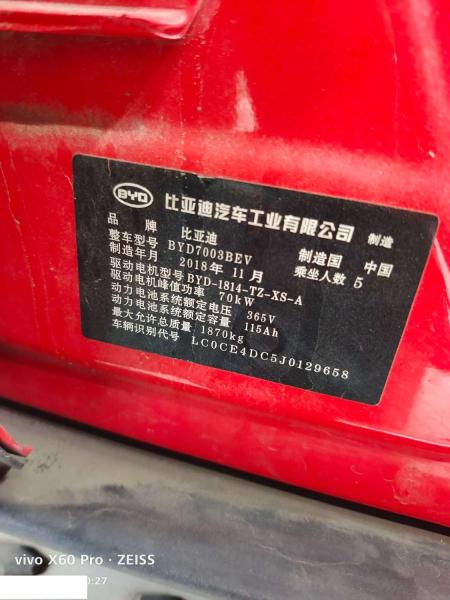 BYD 比亚迪汽车工业有限公司 制造
品牌 比亚迪
整车型号 BYD7003BEV 制造国 中国
制造年月 2018年11月 乘坐人数 5
驱动电机型号 BYD-1814-TZ-XS-A
驱动电机峰值功率 70kW
动力电池系统额定电压 365V
动力电池系统额定容量 115Ah
最大允许总质量 1870kg
车辆识别代号 LC0CE4DC5J0129658
vivo X60 Pro · ZEISS
0:27